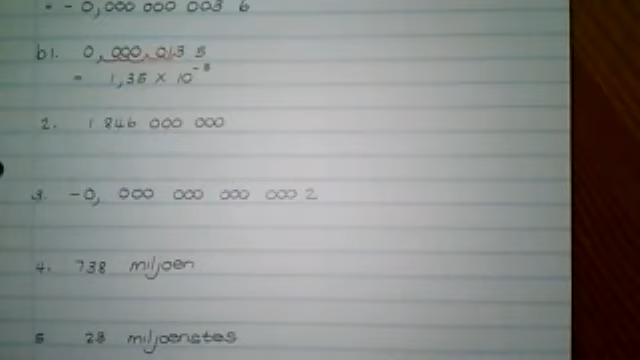 = - 0,000 000 003 6
b1. 0,000,013 5
= 1,35 × 10⁻⁵
2. 1 846 000 000
3. -0, 000 000 000 000 2
4. 738 miljoen
5 28 miljoenstes